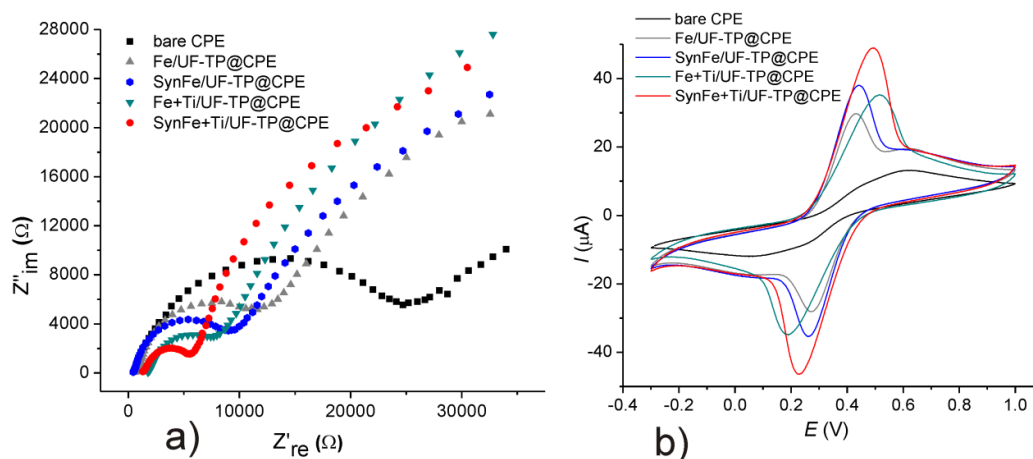 28000
24000
20000
16000
12000
8000
4000
0
Z''im (Ω)
bare CPE
Fe/UF-TP@CPE
SynFe/UF-TP@CPE
Fe+Ti/UF-TP@CPE
SynFe+Ti/UF-TP@CPE
0 10000 20000 30000
Z're (Ω)
a)
bare CPE
Fe/UF-TP@CPE
SynFe/UF-TP@CPE
Fe+Ti/UF-TP@CPE
SynFe+Ti/UF-TP@CPE
40
20
0
-20
-40
I (μA)
-0.4 -0.2 0.0 0.2 0.4 0.6 0.8 1.0
E (V)
b)